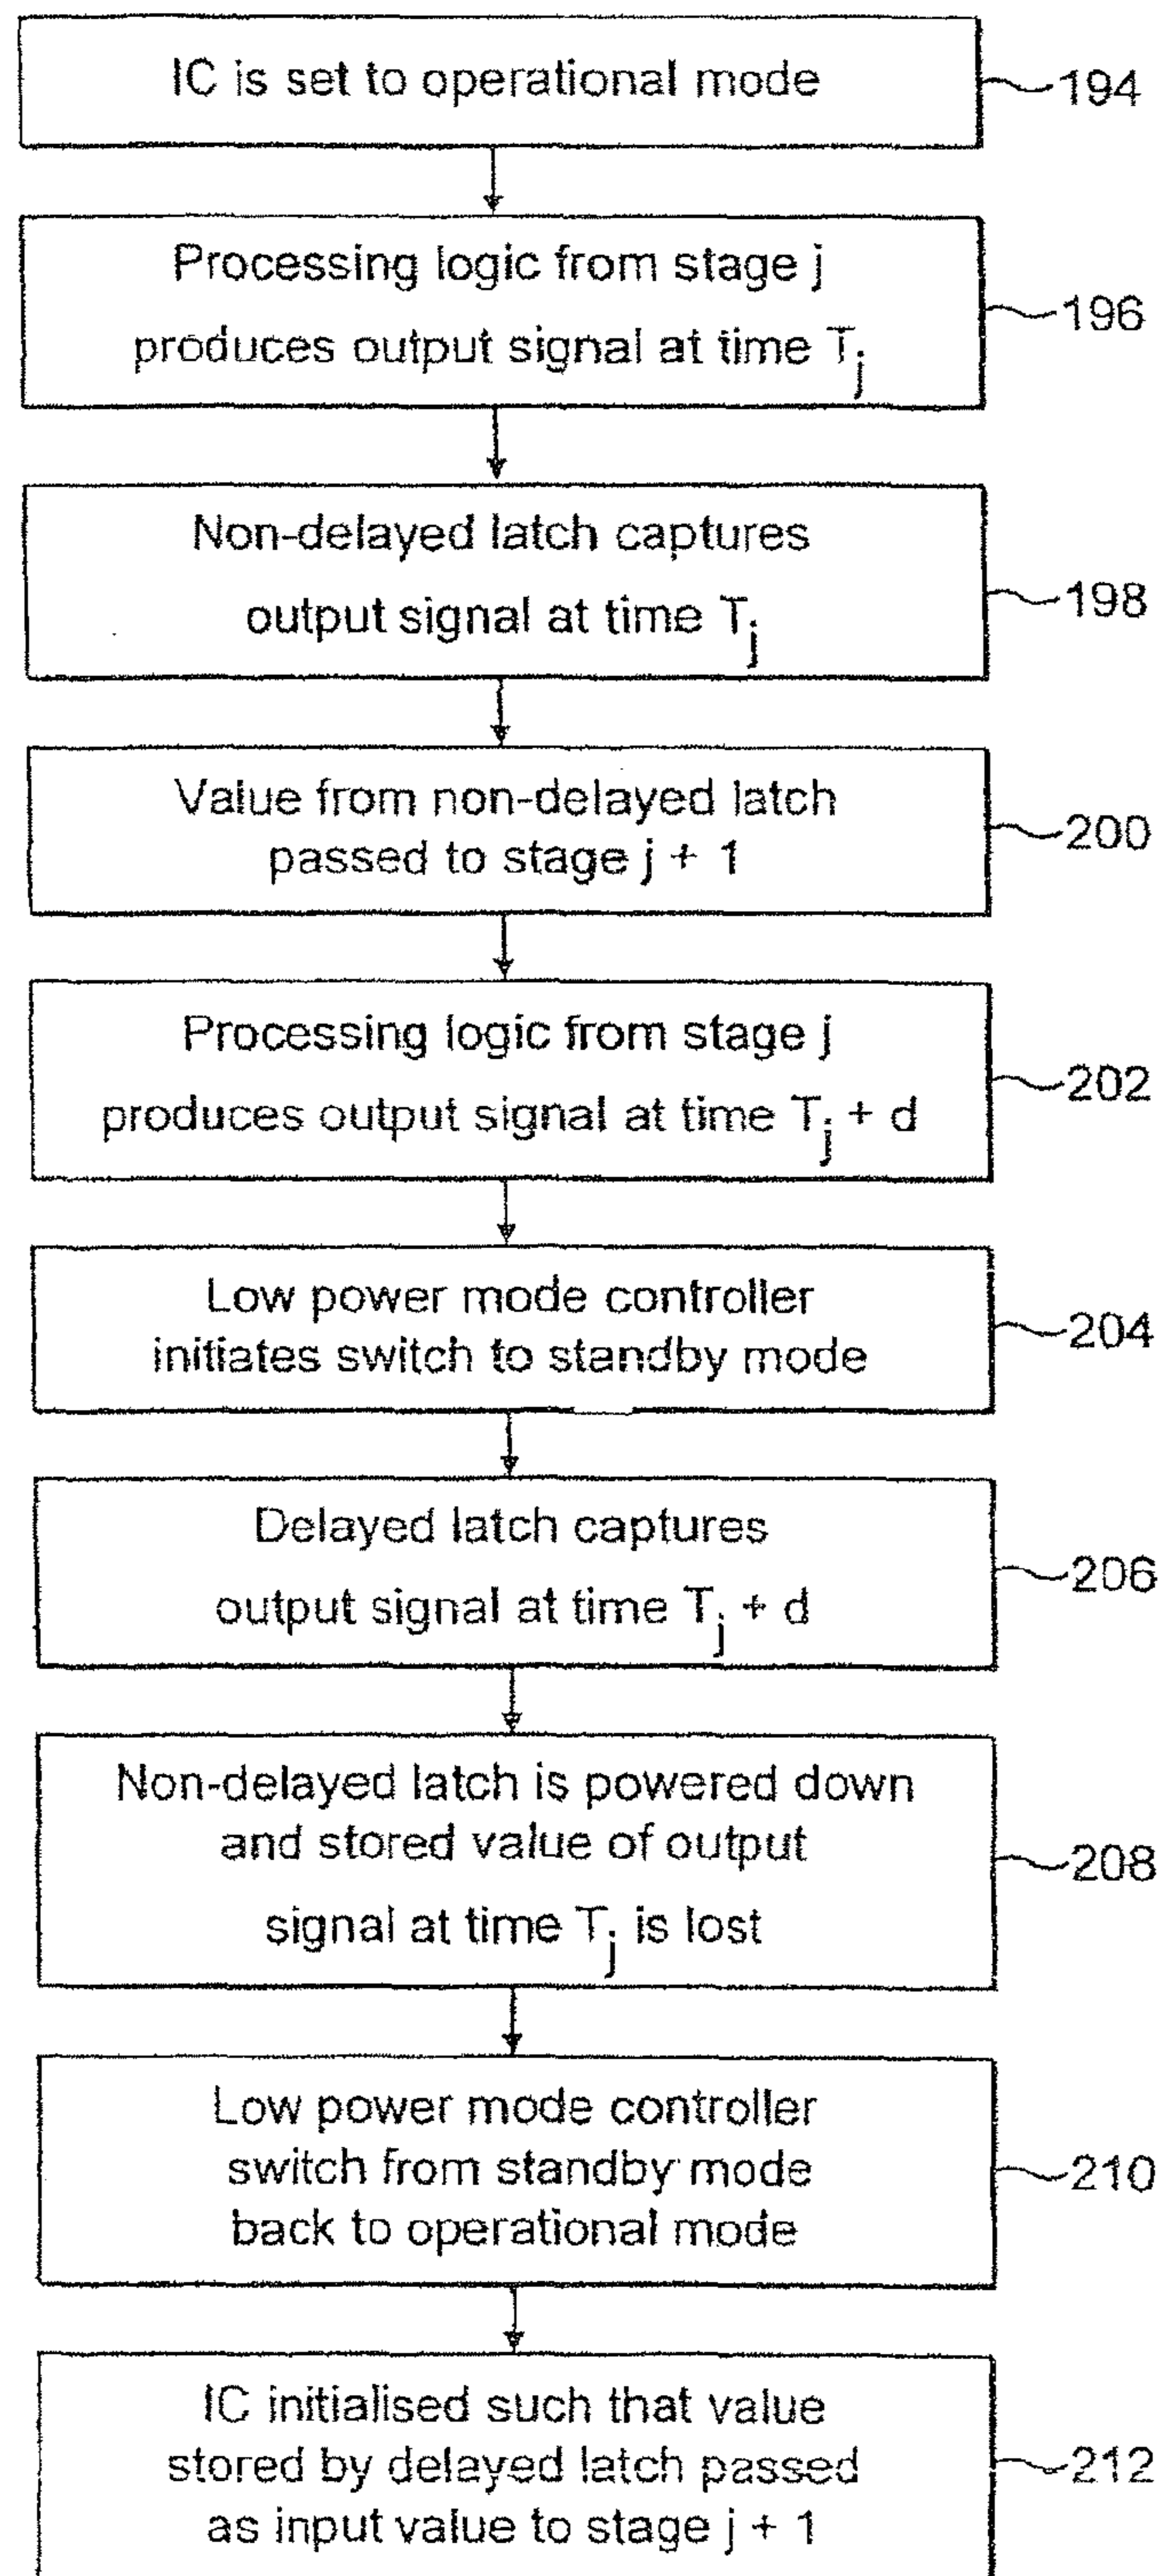 IC is set to operational mode
194
Processing logic from stage j
produces output signal at time Tj
196
Non-delayed latch captures
output signal at time Tj
198
Value from non-delayed latch
passed to stage j + 1
200
Processing logic from stage j
produces output signal at time Tj + d
202
Low power mode controller
initiates switch to standby mode
204
Delayed latch captures
output signal at time Tj + d
206
Non-delayed latch is powered down
and stored value of output
signal at time Tj is lost
208
Low power mode controller
switch from standby mode
back to operational mode
210
IC initialised such that value
stored by delayed latch passed
as input value to stage j + 1
212